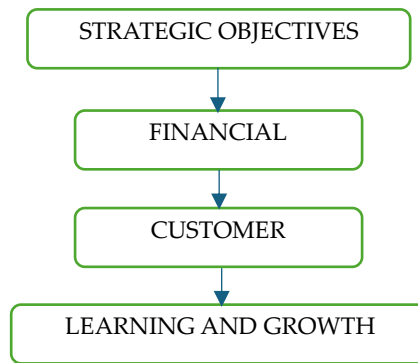 STRATEGIC OBJECTIVES
FINANCIAL
CUSTOMER
LEARNING AND GROWTH